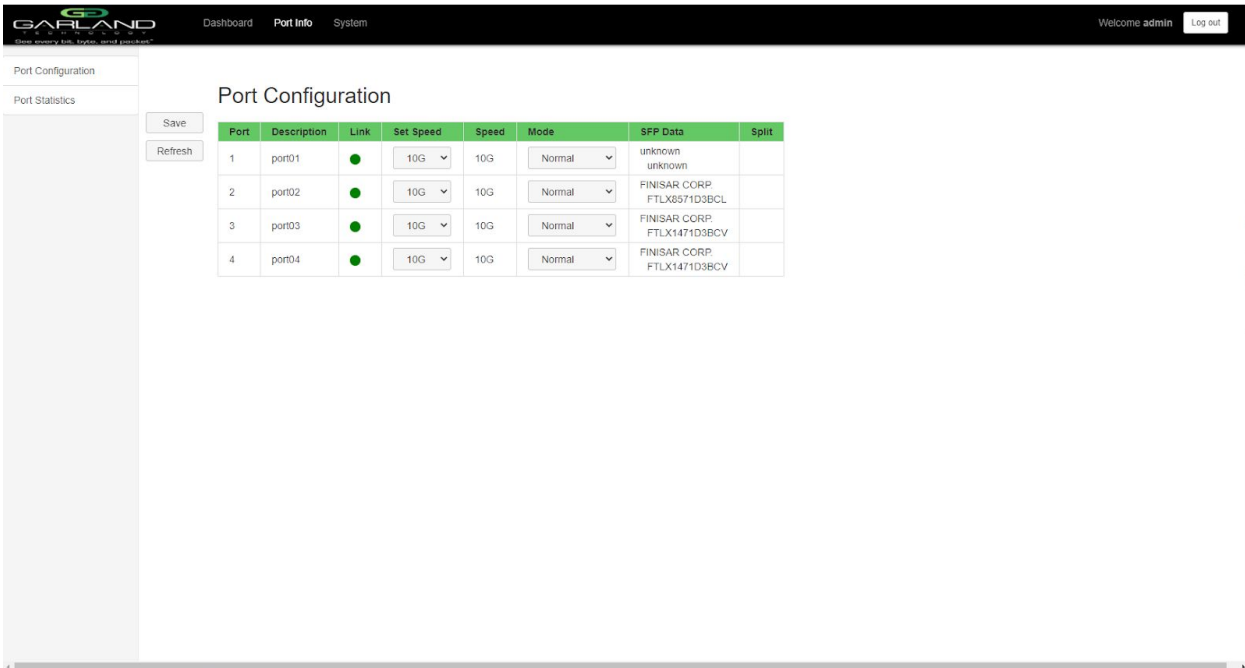 GARLAND
TECHNOLOGY
See every bit, byte, and packet.®
Dashboard Port Info System
Welcome admin Log out
Port Configuration
Port Statistics
Save
Refresh
Port Configuration
Port Description Link Set Speed Speed Mode SFP Data Split
1 port01 10G 10G Normal unknown
unknown
2 port02 10G 10G Normal FINISAR CORP.
FTLX8571D3BCL
3 port03 10G 10G Normal FINISAR CORP.
FTLX1471D3BCV
4 port04 10G 10G Normal FINISAR CORP.
FTLX1471D3BCV